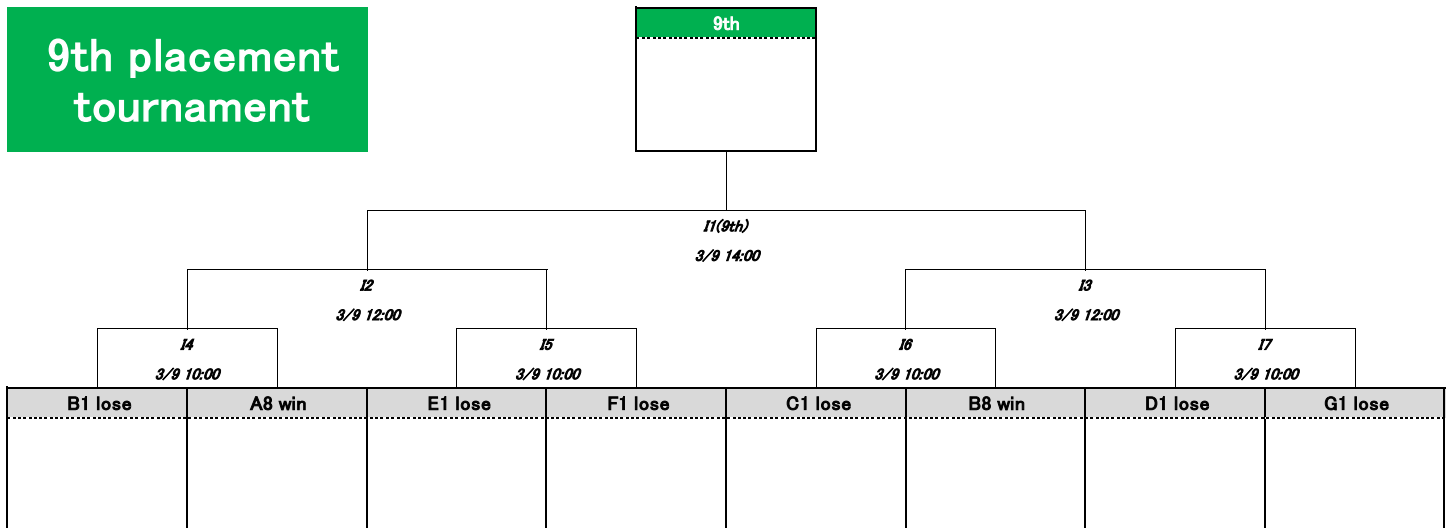 9th placement
tournament
9th
I1(9th)
3/9 14:00
I2
3/9 12:00
I3
3/9 12:00
I4
3/9 10:00
I5
3/9 10:00
I6
3/9 10:00
I7
3/9 10:00
B1 lose
A8 win
E1 lose
F1 lose
C1 lose
B8 win
D1 lose
G1 lose